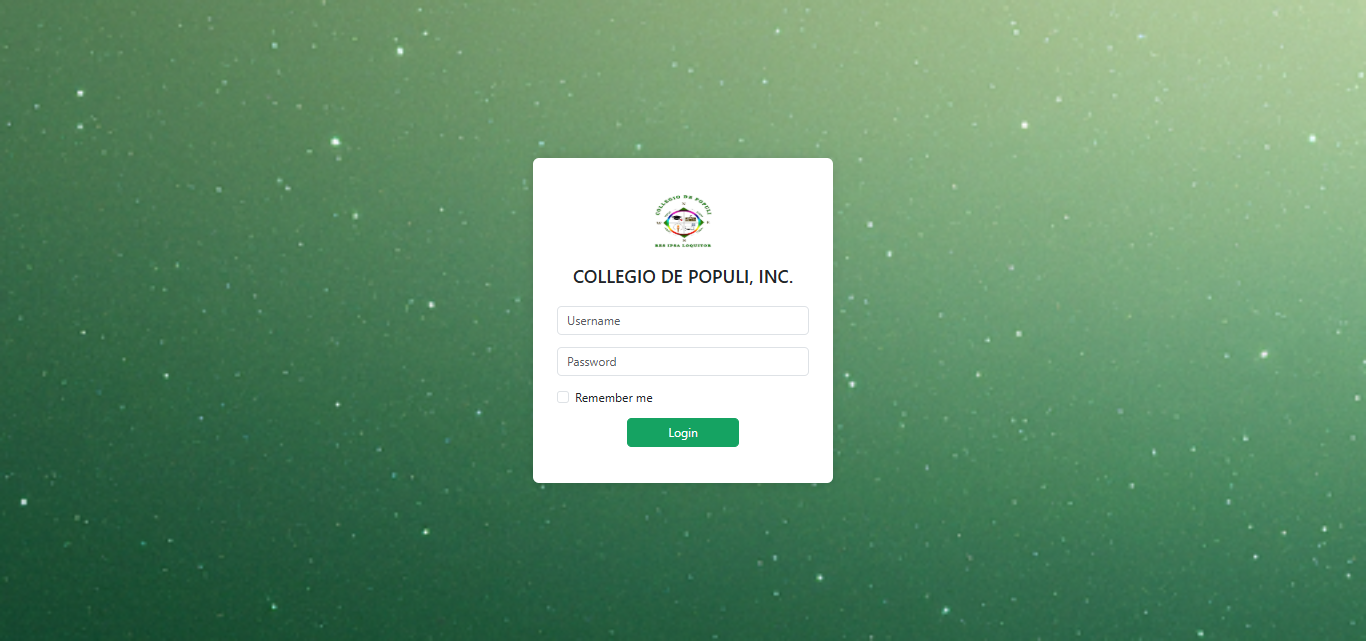 COLLEGIO DE POPULI
N
W E
S
RES IPSA LOQUITOR
COLLEGIO DE POPULI, INC.
Username
Password
Remember me
Login